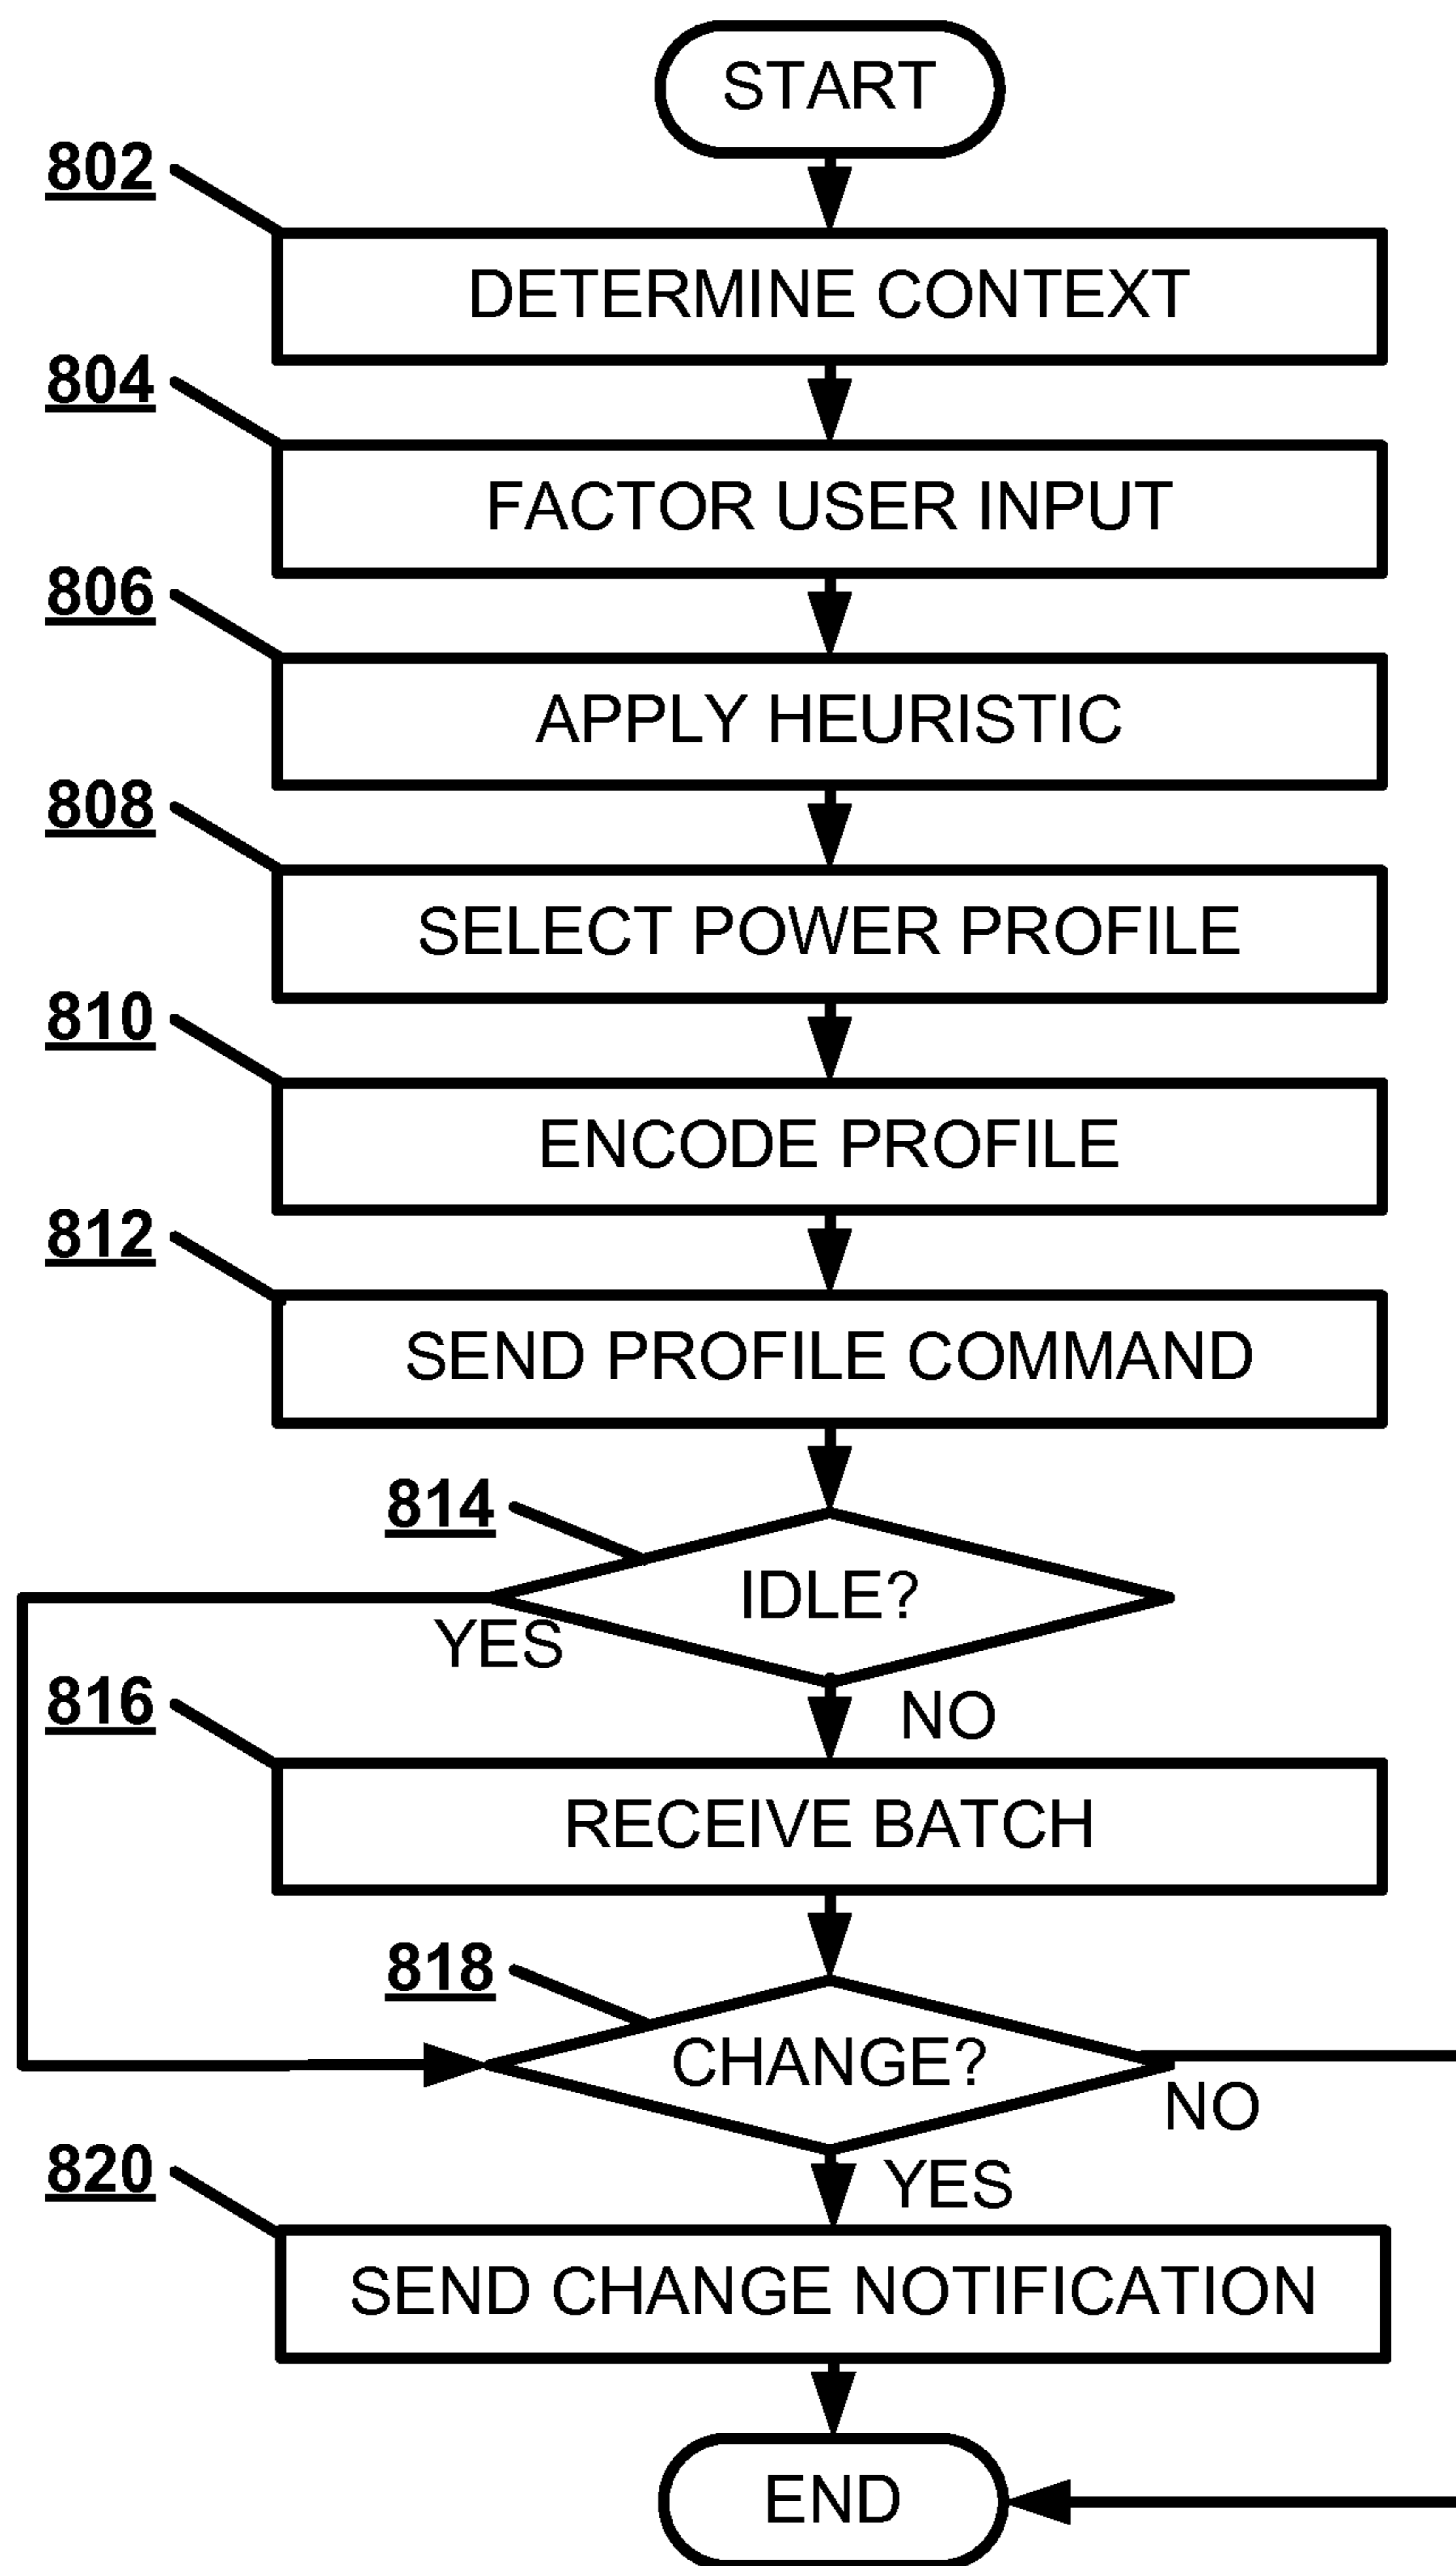 START
802
DETERMINE CONTEXT
804
FACTOR USER INPUT
806
APPLY HEURISTIC
808
SELECT POWER PROFILE
810
ENCODE PROFILE
812
SEND PROFILE COMMAND
814
IDLE?
YES
NO
816
RECEIVE BATCH
818
CHANGE?
NO
YES
820
SEND CHANGE NOTIFICATION
END